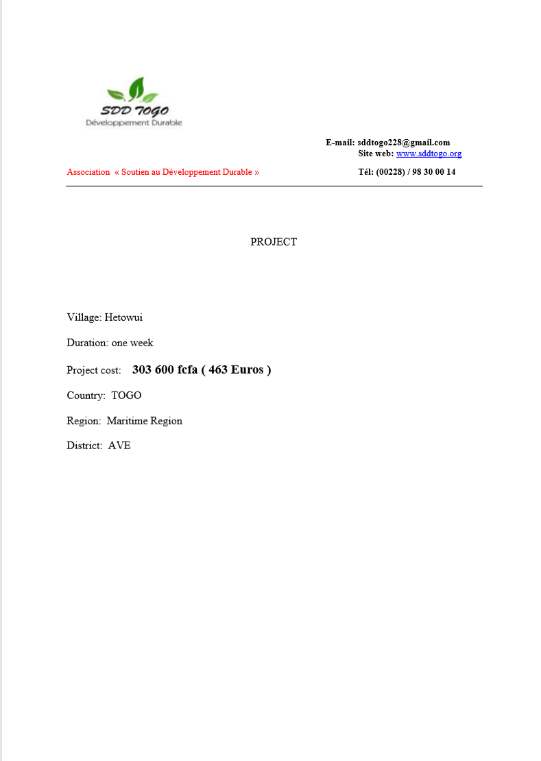 SDD TOGO
Développement Durable
E-mail: sddtogo228@gmail.com
Site web: www.sddtogo.org
Association « Soutien au Développement Durable » Tél: (00228) / 98 30 00 14
PROJECT
Village: Hetowui
Duration: one week
Project cost: 303 600 fcfa ( 463 Euros )
Country: TOGO
Region: Maritime Region
District: AVE